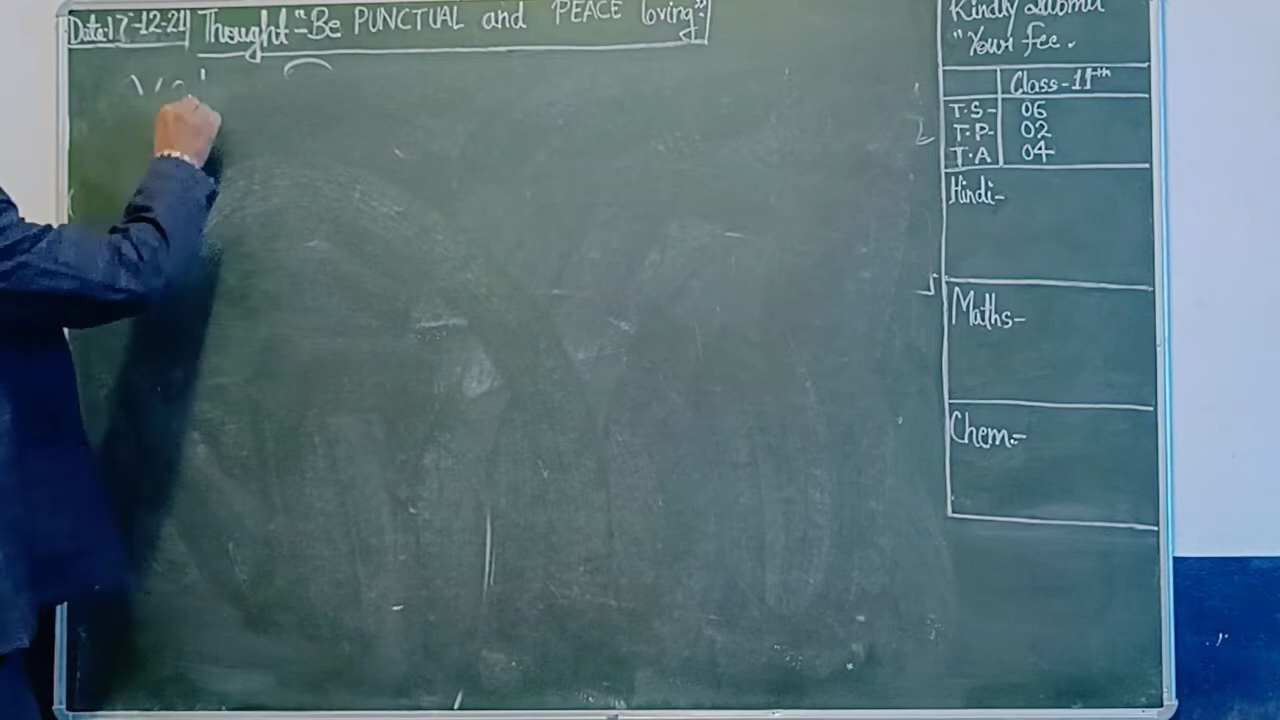 Date:17-12-21
Thought-"Be PUNCTUAL and PEACE loving".
Kindly Submit
"Your fee.
Class-11th
T.S- 06
T.P- 02
T.A 04
Hindi-
Maths-
Chem:-